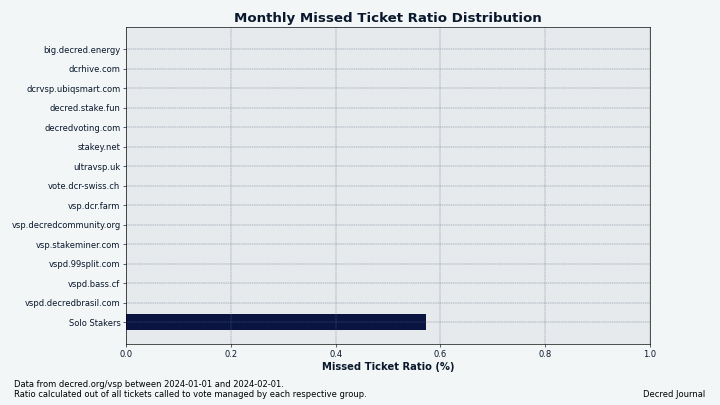 Monthly Missed Ticket Ratio Distribution
big.decred.energy
dcrhive.com
dcrvsp.ubiqsmart.com
decred.stake.fun
decredvoting.com
stakey.net
ultravsp.uk
vote.dcr-swiss.ch
vsp.dcr.farm
vsp.decredcommunity.org
vsp.stakeminer.com
vspd.99split.com
vspd.bass.cf
vspd.decredbrasil.com
Solo Stakers
0.0 0.2 0.4 0.6 0.8 1.0
Missed Ticket Ratio (%)
Data from decred.org/vsp between 2024-01-01 and 2024-02-01.
Ratio calculated out of all tickets called to vote managed by each respective group.
Decred Journal